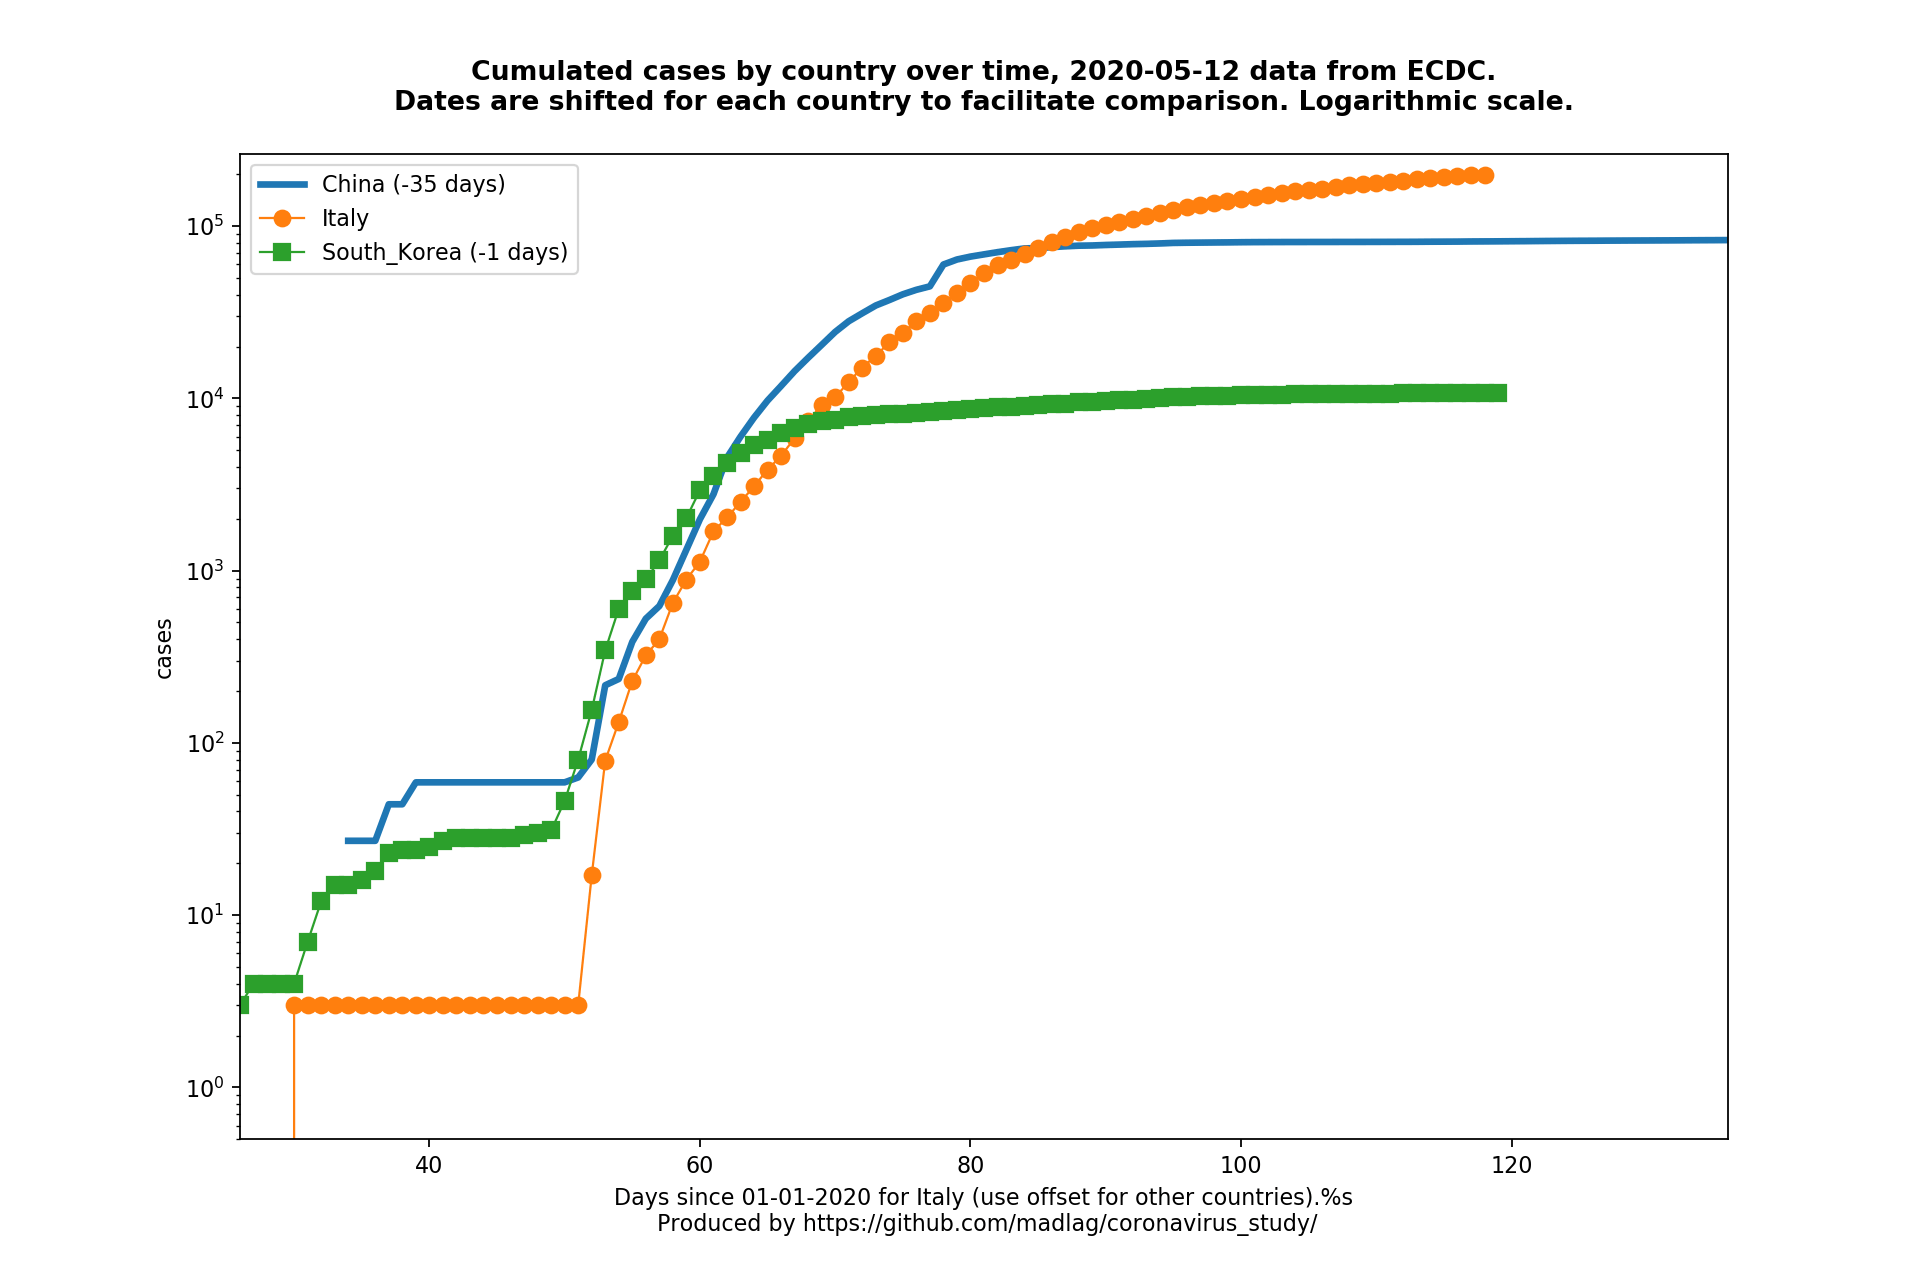 Cumulated cases by country over time, 2020-05-12 data from ECDC.
Dates are shifted for each country to facilitate comparison. Logarithmic scale.
China (-35 days)
Italy
South_Korea (-1 days)
10⁵
10⁴
10³
10²
10¹
10⁰
cases
40 60 80 100 120
Days since 01-01-2020 for Italy (use offset for other countries).%s
Produced by https://github.com/madlag/coronavirus_study/